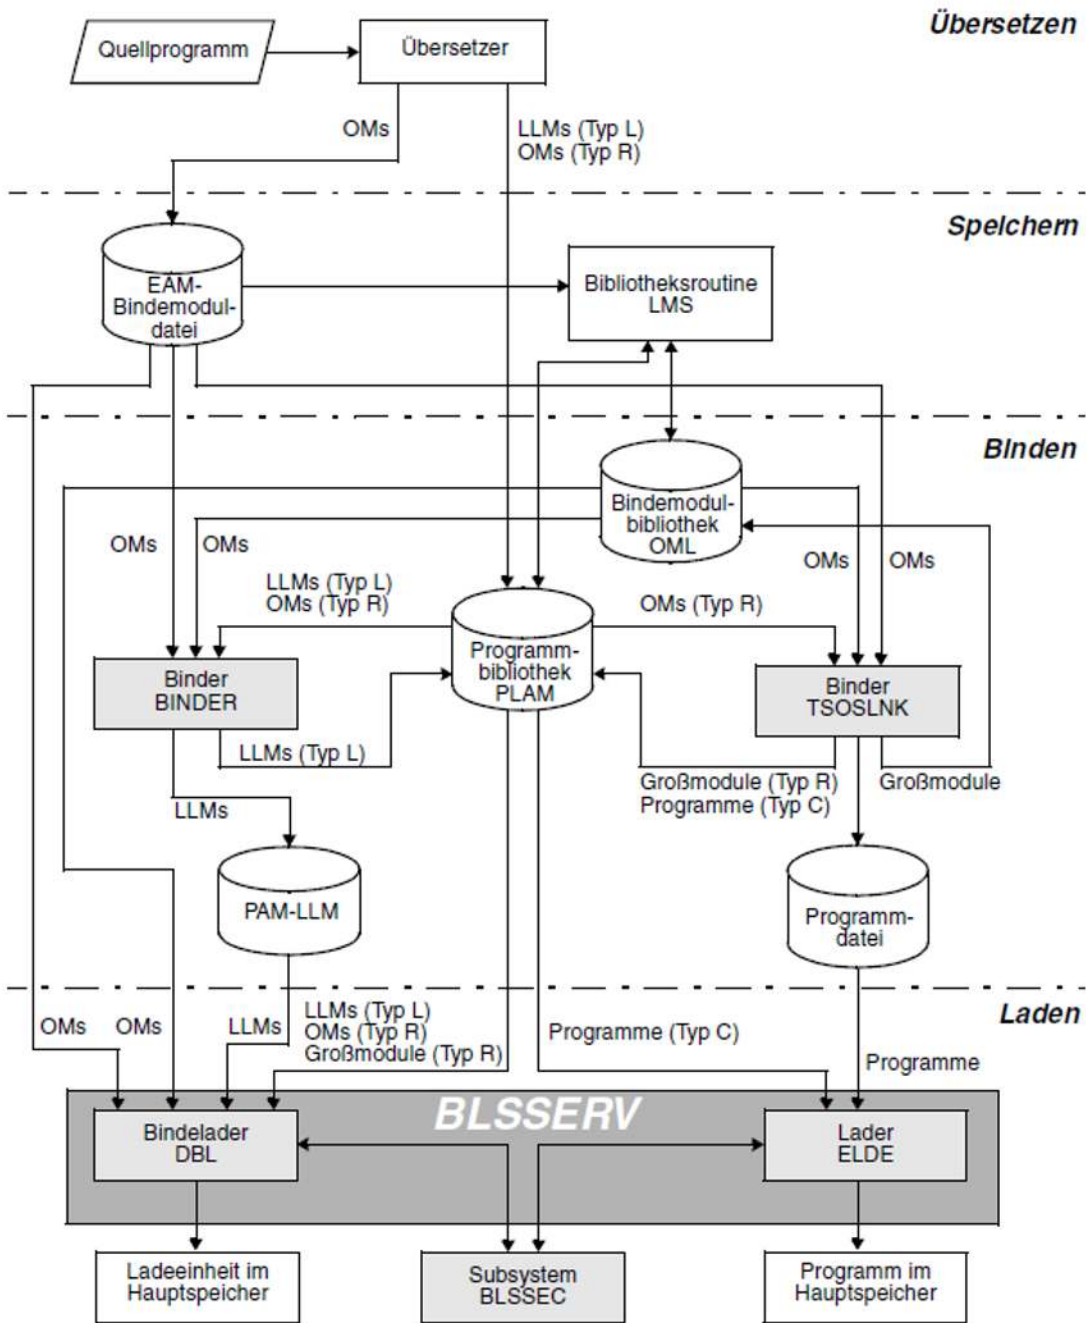 Übersetzen
Quellprogramm
Übersetzer
OMs
LLMs (Typ L)
OMs (Typ R)
Speichern
EAM-
Bindemodul-
datei
Bibliotheksroutine
LMS
Binden
Bindemodul-
bibliothek
OML
OMs
OMs
OMs
OMs
LLMs (Typ L)
OMs (Typ R)
OMs (Typ R)
Programm-
bibliothek
PLAM
Binder
BINDER
Binder
TSOSLNK
LLMs (Typ L)
Großmodule (Typ R)
Programme (Typ C)
Großmodule
LLMs
PAM-LLM
Programm-
datei
Laden
OMs
OMs
LLMs
LLMs (Typ L)
OMs (Typ R)
Großmodule (Typ R)
Programme (Typ C)
Programme
BLSSERV
Bindelader
DBL
Lader
ELDE
Ladeeinheit im
Hauptspeicher
Subsystem
BLSSEC
Programm im
Hauptspeicher